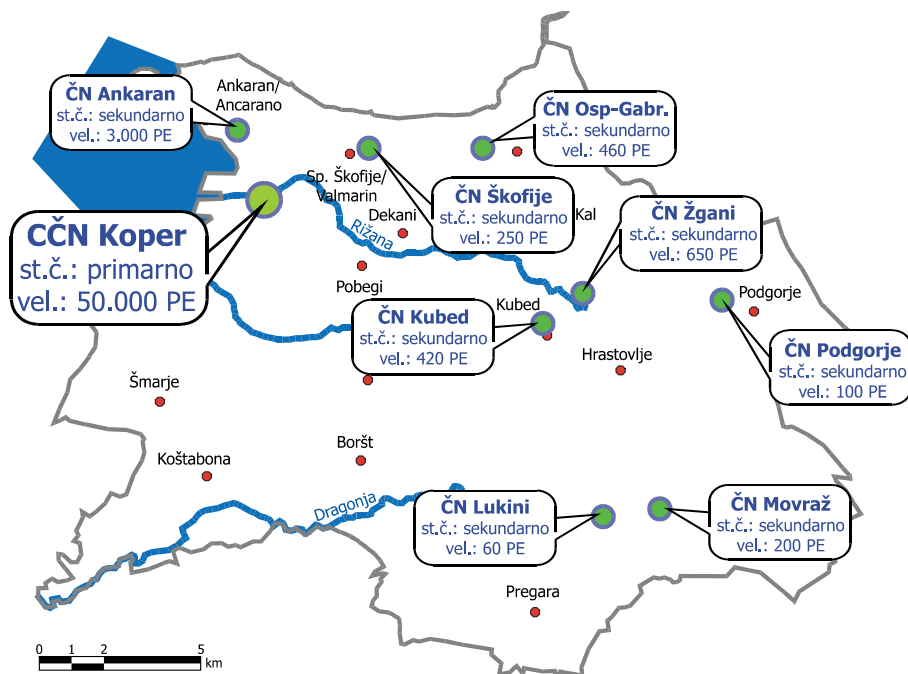 Ankaran/
Ancarano
ČN Ankaran
st.č.: sekundarno
vel.: 3.000 PE
ČN Osp-Gabr.
st.č.: sekundarno
vel.: 460 PE
Sp. Škofije/
Valmarin
ČN Škofije
st.č.: sekundarno
vel.: 250 PE
Kal
ČN Žgani
st.č.: sekundarno
vel.: 650 PE
Dekani
Rižana
CČN Koper
st.č.: primarno
vel.: 50.000 PE
Pobegi
Kubed
ČN Kubed
st.č.: sekundarno
vel.: 420 PE
Podgorje
Hrastovlje
ČN Podgorje
st.č.: sekundarno
vel.: 100 PE
Šmarje
Boršt
Koštabona
Dragonja
ČN Lukini
st.č.: sekundarno
vel.: 60 PE
ČN Movraž
st.č.: sekundarno
vel.: 200 PE
Pregara
0 1 2 5
km